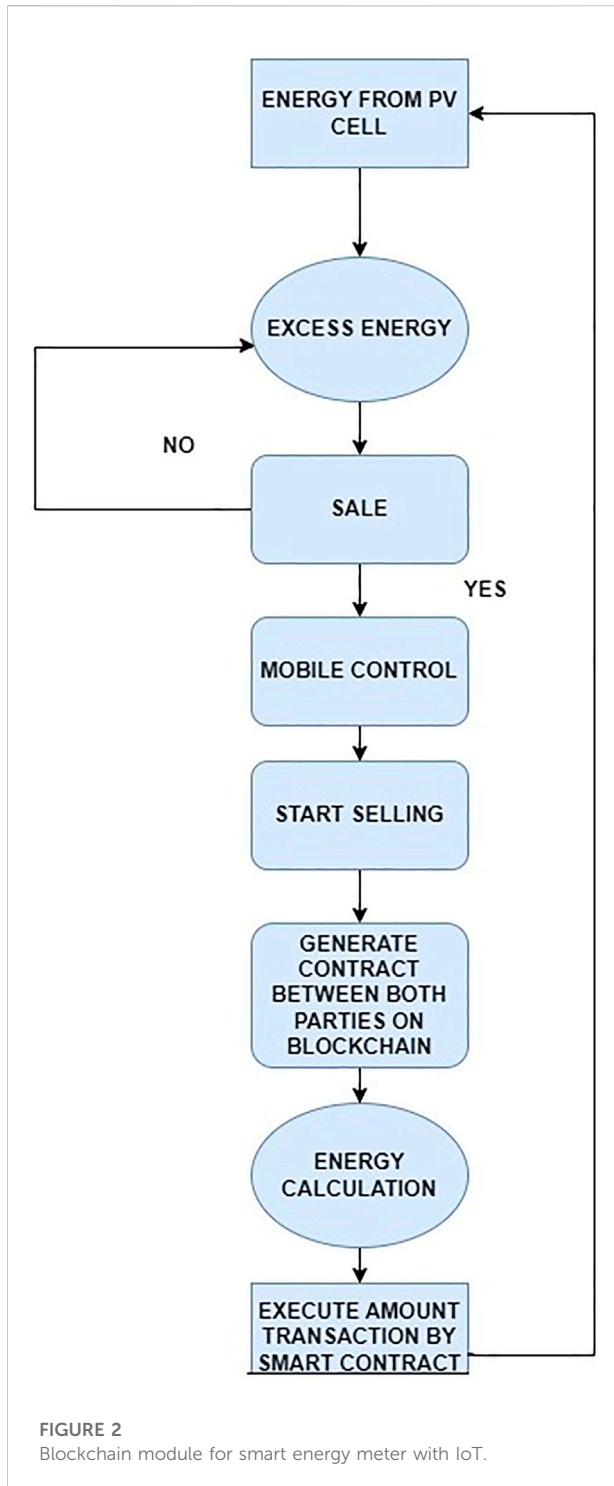 ENERGY FROM PV
CELL
EXCESS ENERGY
NO
SALE
YES
MOBILE CONTROL
START SELLING
GENERATE
CONTRACT
BETWEEN BOTH
PARTIES ON
BLOCKCHAIN
ENERGY
CALCULATION
EXECUTE AMOUNT
TRANSACTION BY
SMART CONTRACT
FIGURE 2
Blockchain module for smart energy meter with IoT.